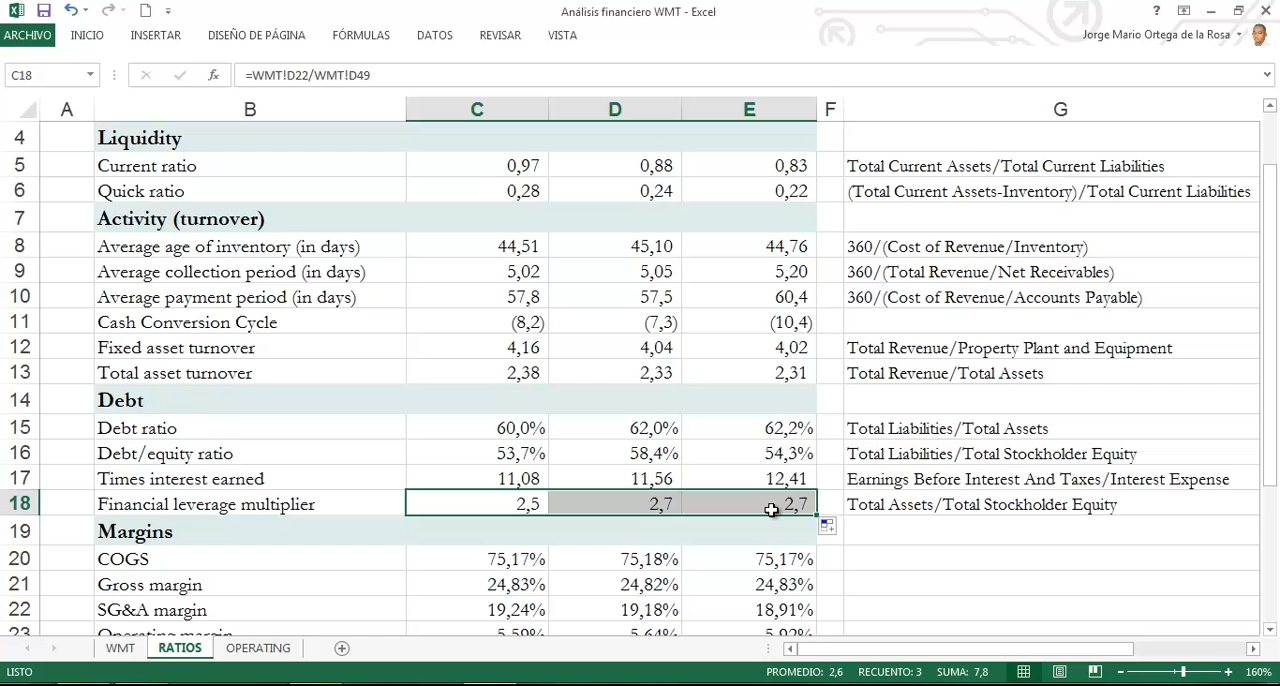 Análisis financiero WMT - Excel
?
ARCHIVO INICIO INSERTAR DISEÑO DE PÁGINA FÓRMULAS DATOS REVISAR VISTA Jorge Mario Ortega de la Rosa
C18 fx =WMT!D22/WMT!D49
A B C D E F G
4 Liquidity
5 Current ratio 0,97 0,88 0,83 Total Current Assets/Total Current Liabilities
6 Quick ratio 0,28 0,24 0,22 (Total Current Assets-Inventory)/Total Current Liabilities
7 Activity (turnover)
8 Average age of inventory (in days) 44,51 45,10 44,76 360/(Cost of Revenue/Inventory)
9 Average collection period (in days) 5,02 5,05 5,20 360/(Total Revenue/Net Receivables)
10 Average payment period (in days) 57,8 57,5 60,4 360/(Cost of Revenue/Accounts Payable)
11 Cash Conversion Cycle (8,2) (7,3) (10,4)
12 Fixed asset turnover 4,16 4,04 4,02 Total Revenue/Property Plant and Equipment
13 Total asset turnover 2,38 2,33 2,31 Total Revenue/Total Assets
14 Debt
15 Debt ratio 60,0% 62,0% 62,2% Total Liabilities/Total Assets
16 Debt/equity ratio 53,7% 58,4% 54,3% Total Liabilities/Total Stockholder Equity
17 Times interest earned 11,08 11,56 12,41 Earnings Before Interest And Taxes/Interest Expense
18 Financial leverage multiplier 2,5 2,7 2,7 Total Assets/Total Stockholder Equity
19 Margins
20 COGS 75,17% 75,18% 75,17%
21 Gross margin 24,83% 24,82% 24,83%
22 SG&A margin 19,24% 19,18% 18,91%
23 Operating margin 5,59% 5,64% 5,92%
WMT RATIOS OPERATING
LISTO PROMEDIO: 2,6 RECUENTO: 3 SUMA: 7,8 160%